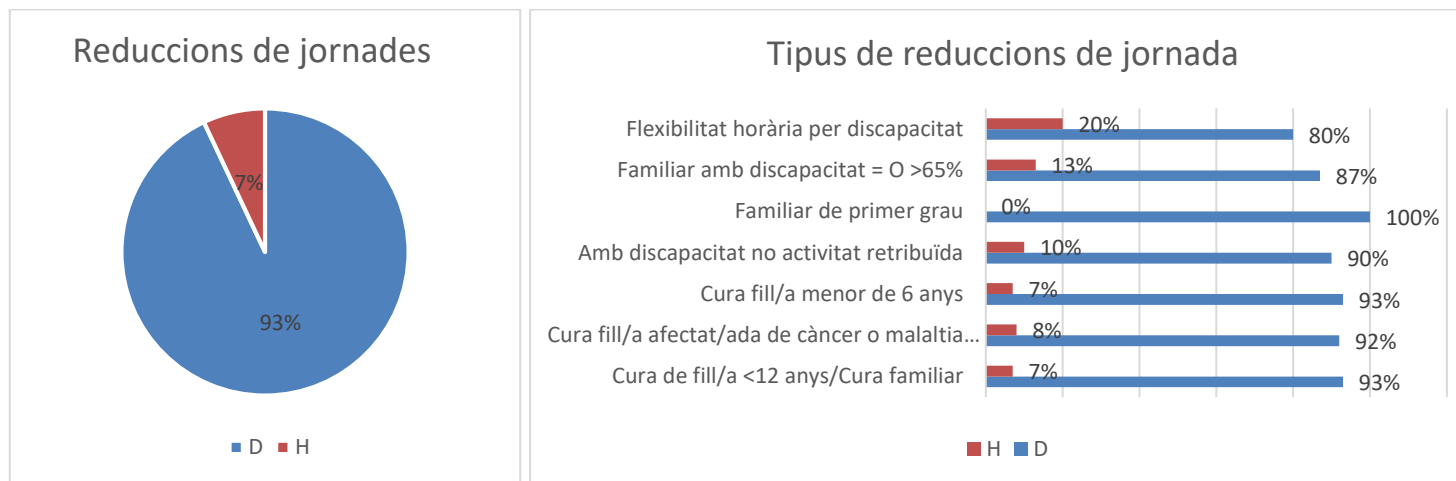 Reduccions de jornades
7%
93%
D H
Tipus de reduccions de jornada
Flexibilitat horària per discapacitat 20% 80%
Familiar amb discapacitat = O >65% 13% 87%
Familiar de primer grau 0% 100%
Amb discapacitat no activitat retribuïda 10% 90%
Cura fill/a menor de 6 anys 7% 93%
Cura fill/a afectat/ada de càncer o malaltia... 8% 92%
Cura de fill/a <12 anys/Cura familiar 7% 93%
H D